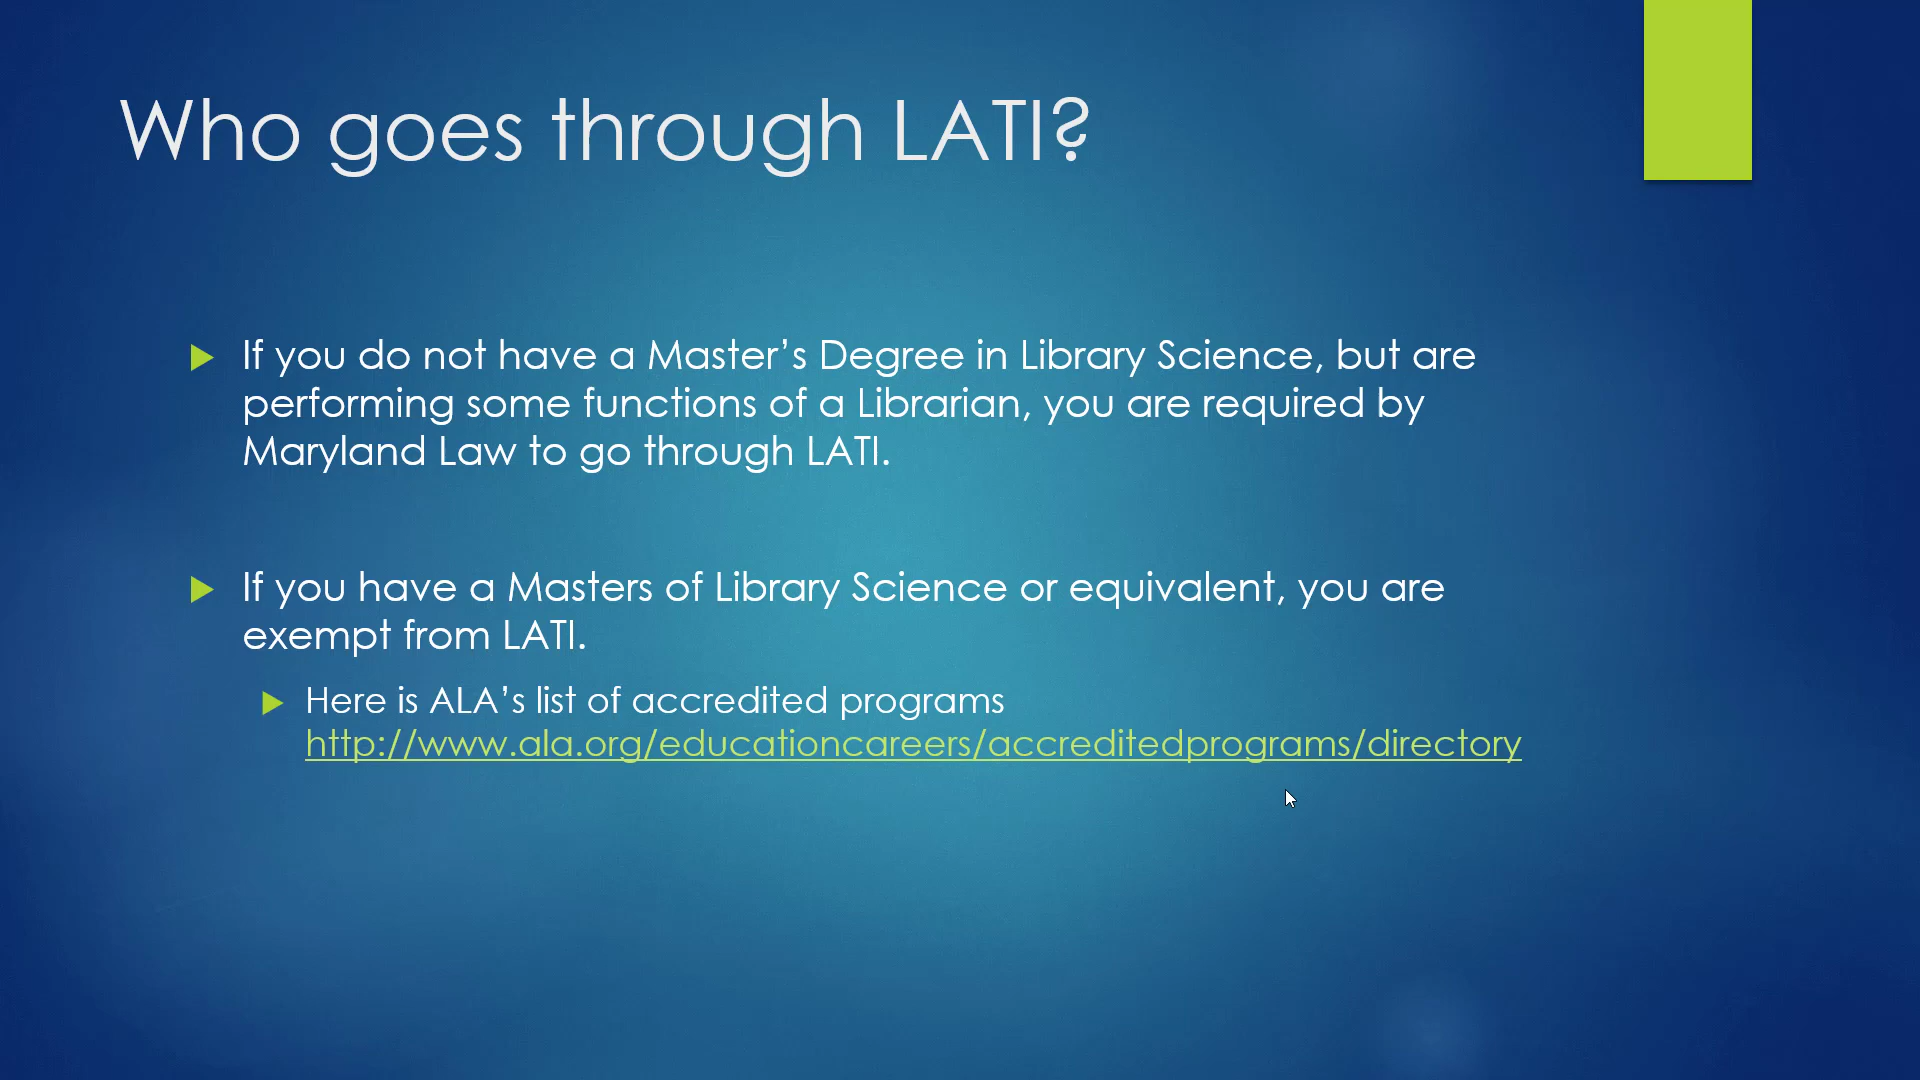 Who goes through LATI?
If you do not have a Master’s Degree in Library Science, but are
performing some functions of a Librarian, you are required by
Maryland Law to go through LATI.
If you have a Masters of Library Science or equivalent, you are
exempt from LATI.
Here is ALA’s list of accredited programs
http://www.ala.org/educationcareers/accreditedprograms/directory